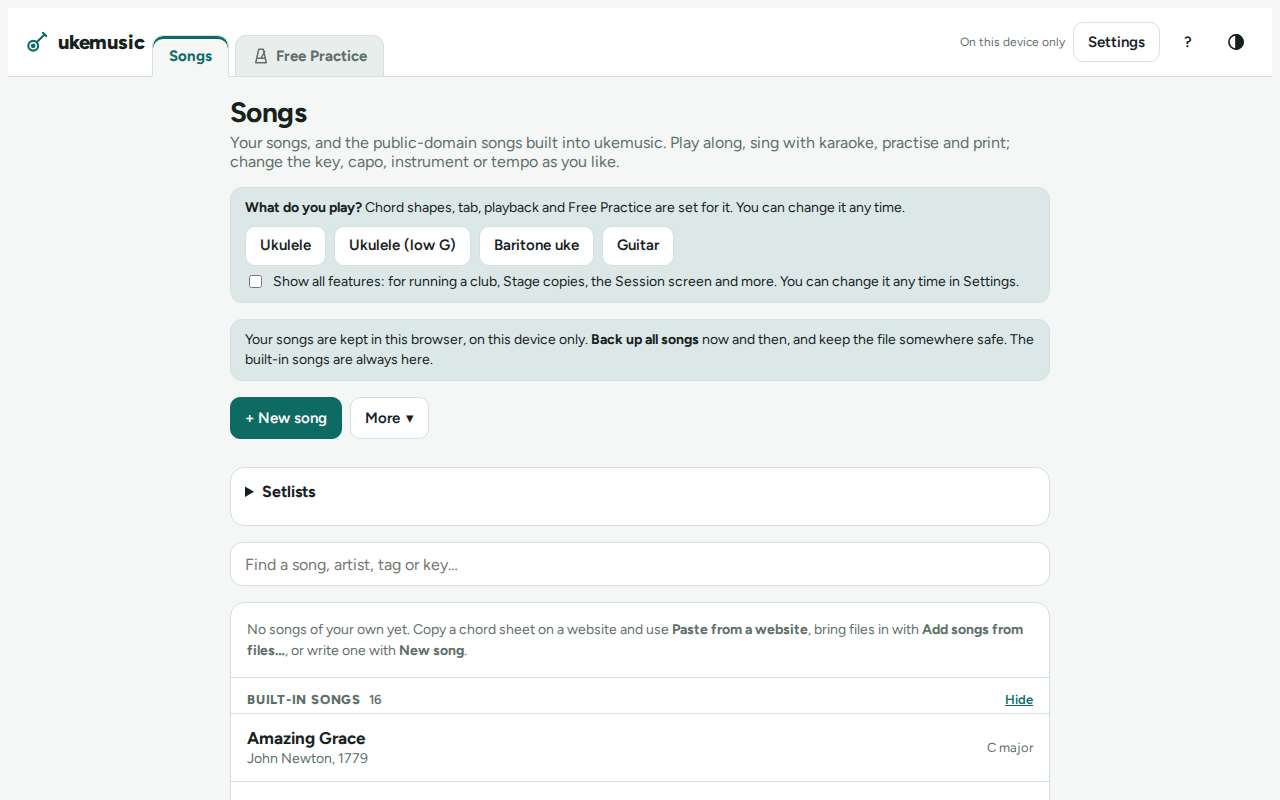 ukemusic
Songs
Free Practice
On this device only
Settings
?
Songs
Your songs, and the public-domain songs built into ukemusic. Play along, sing with karaoke, practise and print;
change the key, capo, instrument or tempo as you like.
What do you play? Chord shapes, tab, playback and Free Practice are set for it. You can change it any time.
Ukulele
Ukulele (low G)
Baritone uke
Guitar
Show all features: for running a club, Stage copies, the Session screen and more. You can change it any time in Settings.
Your songs are kept in this browser, on this device only. Back up all songs now and then, and keep the file somewhere safe. The
built-in songs are always here.
+ New song
More ▾
Setlists
Find a song, artist, tag or key…
No songs of your own yet. Copy a chord sheet on a website and use Paste from a website, bring files in with Add songs from
files…, or write one with New song.
BUILT-IN SONGS 16
Hide
Amazing Grace
John Newton, 1779
C major